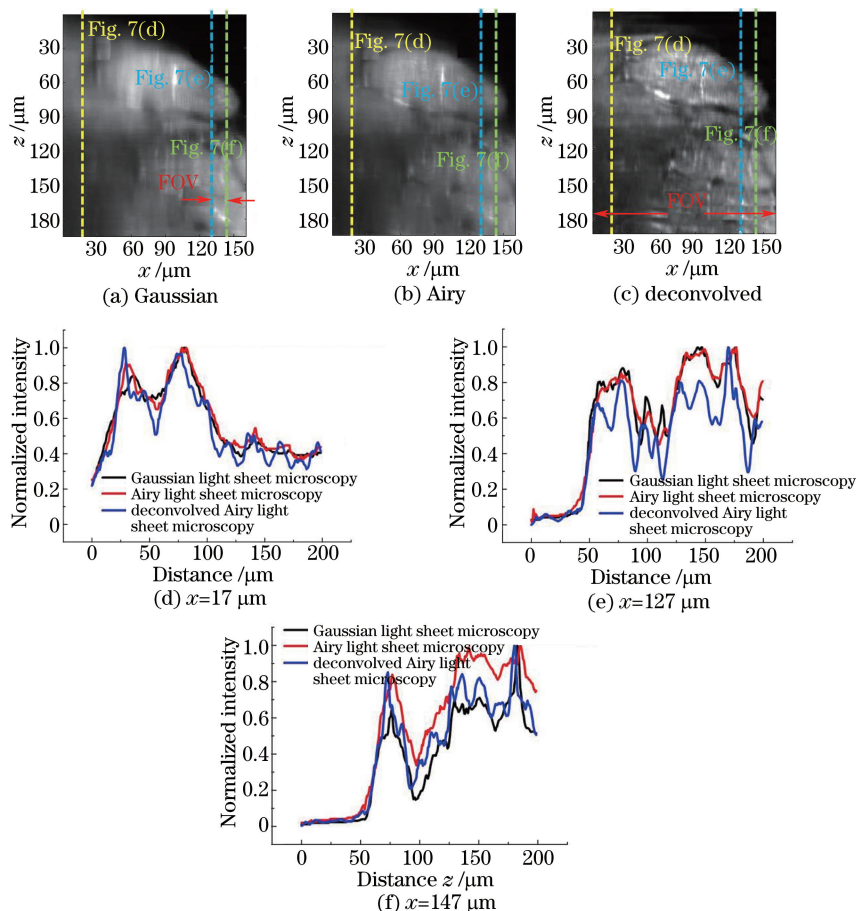 Fig. 7(d)
Fig. 7(e)
Fig. 7(f)
FOV
30
60
90
120
150
180
z /μm
30 60 90 120 150
x /μm
(a) Gaussian
Fig. 7(d)
Fig. 7(e)
Fig. 7(f)
30
60
90
120
150
180
30 60 90 120 150
x /μm
(b) Airy
Fig. 7(d)
Fig. 7(e)
Fig. 7(f)
FOV
30
60
90
120
150
180
z /μm
30 60 90 120 150
x /μm
(c) deconvolved
Normalized intensity
1.0
0.8
0.6
0.4
0.2
0
Gaussian light sheet microscopy
Airy light sheet microscopy
deconvolved Airy light
sheet microscopy
0 50 100 150 200
Distance /μm
(d) x=17 μm
Normalized intensity
1.0
0.8
0.6
0.4
0.2
0
Gaussian light sheet microscopy
Airy light sheet microscopy
deconvolved Airy light
sheet microscopy
0 50 100 150 200
Distance /μm
(e) x=127 μm
Normalized intensity
1.0
0.8
0.6
0.4
0.2
0
Gaussian light sheet microscopy
Airy light sheet microscopy
deconvolved Airy light
sheet microscopy
0 50 100 150 200
Distance z /μm
(f) x=147 μm